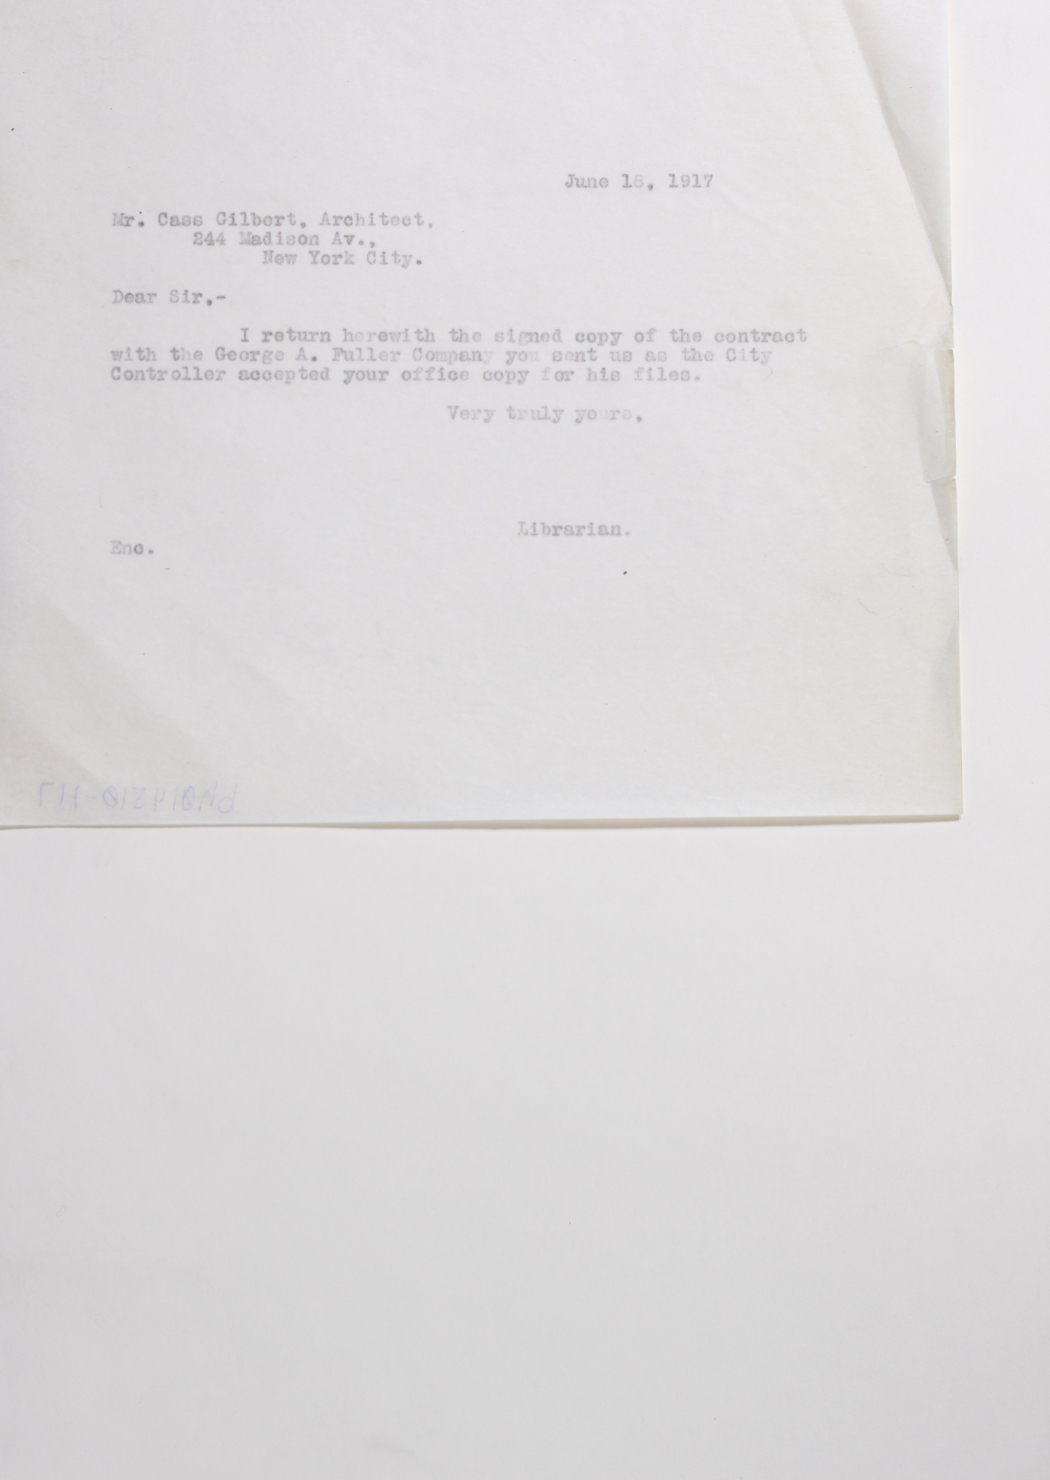 June 18, 1917
Mr. Cass Gilbert, Architect,
244 Madison Av.,
New York City.
Dear Sir,-
I return herewith the signed copy of the contract
with the George A. Fuller Company you sent us as the City
Controller accepted your office copy for his files.
Very truly yours,
Librarian.
Enc.